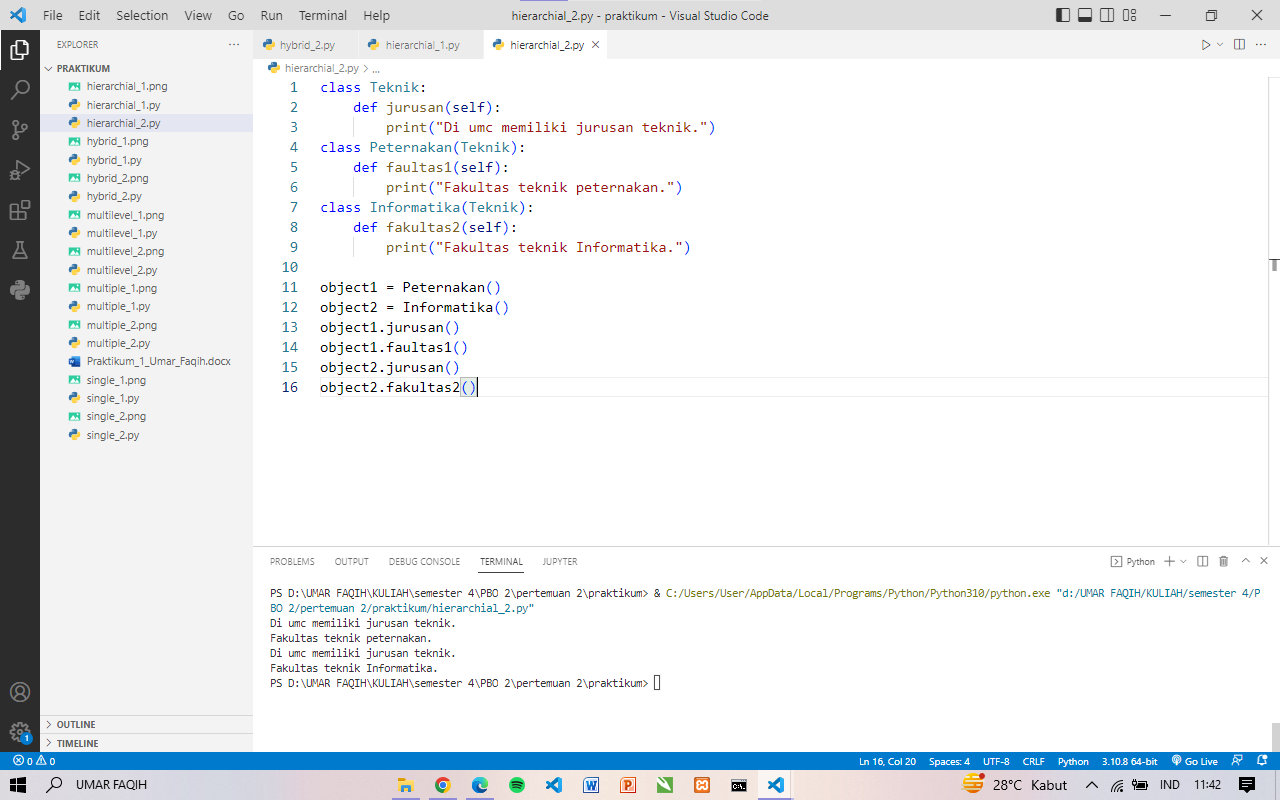 File Edit Selection View Go Run Terminal Help hierarchial_2.py - praktikum - Visual Studio Code
EXPLORER
PRAKTIKUM
hierarchial_1.png
hierarchial_1.py
hierarchial_2.py
hybrid_1.png
hybrid_1.py
hybrid_2.png
hybrid_2.py
multilevel_1.png
multilevel_1.py
multilevel_2.png
multilevel_2.py
multiple_1.png
multiple_1.py
multiple_2.png
multiple_2.py
Praktikum_1_Umar_Faqih.docx
single_1.png
single_1.py
single_2.png
single_2.py
OUTLINE
TIMELINE
hybrid_2.py hierarchial_1.py hierarchial_2.py
hierarchial_2.py > ...
1 class Teknik:
2 def jurusan(self):
3 print("Di umc memiliki jurusan teknik.")
4 class Peternakan(Teknik):
5 def faultas1(self):
6 print("Fakultas teknik peternakan.")
7 class Informatika(Teknik):
8 def fakultas2(self):
9 print("Fakultas teknik Informatika.")
10
11 object1 = Peternakan()
12 object2 = Informatika()
13 object1.jurusan()
14 object1.faultas1()
15 object2.jurusan()
16 object2.fakultas2()
PROBLEMS OUTPUT DEBUG CONSOLE TERMINAL JUPYTER Python
PS D:\UMAR FAQIH\KULIAH\semester 4\PBO 2\pertemuan 2\praktikum> & C:/Users/User/AppData/Local/Programs/Python/Python310/python.exe "d:/UMAR FAQIH/KULIAH/semester 4/P
BO 2/pertemuan 2/praktikum/hierarchial_2.py"
Di umc memiliki jurusan teknik.
Fakultas teknik peternakan.
Di umc memiliki jurusan teknik.
Fakultas teknik Informatika.
PS D:\UMAR FAQIH\KULIAH\semester 4\PBO 2\pertemuan 2\praktikum>
1
0 0 Ln 16, Col 20 Spaces: 4 UTF-8 CRLF Python 3.10.8 64-bit Go Live
UMAR FAQIH 28°C Kabut IND 11:42